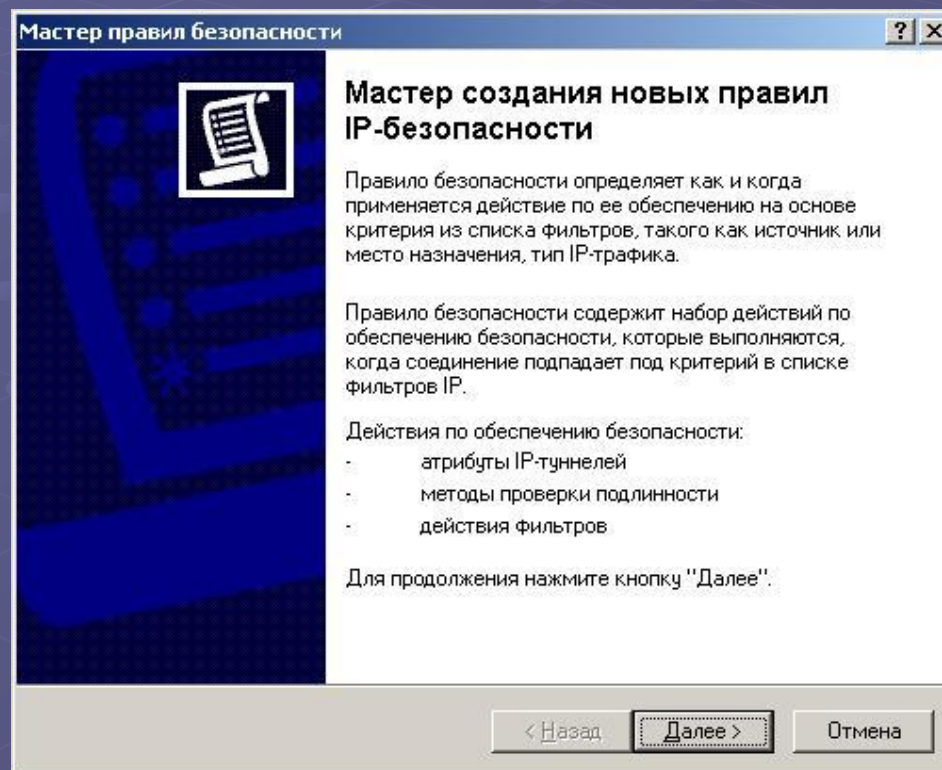 Мастер правил безопасности
Мастер создания новых правил
IP-безопасности
Правило безопасности определяет как и когда
применяется действие по ее обеспечению на основе
критерия из списка фильтров, такого как источник или
место назначения, тип IP-трафика.
Правило безопасности содержит набор действий по
обеспечению безопасности, которые выполняются,
когда соединение подпадает под критерий в списке
фильтров IP.
Действия по обеспечению безопасности:
- атрибуты IP-туннелей
- методы проверки подлинности
- действия фильтров
Для продолжения нажмите кнопку "Далее".
< Назад Далее > Отмена